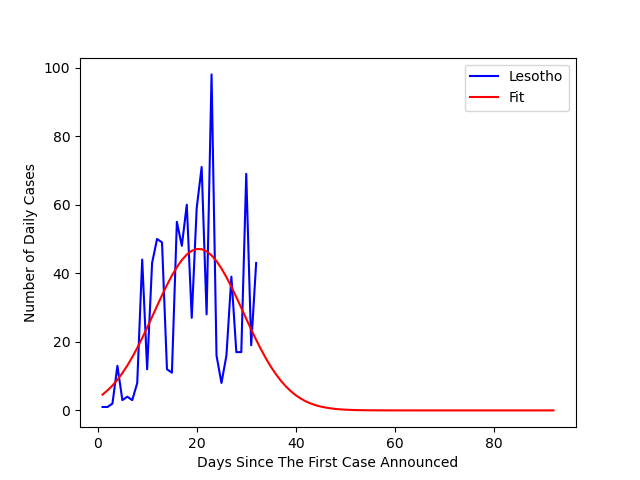 Lesotho
Fit
Number of Daily Cases
100
80
60
40
20
0
0 20 40 60 80
Days Since The First Case Announced